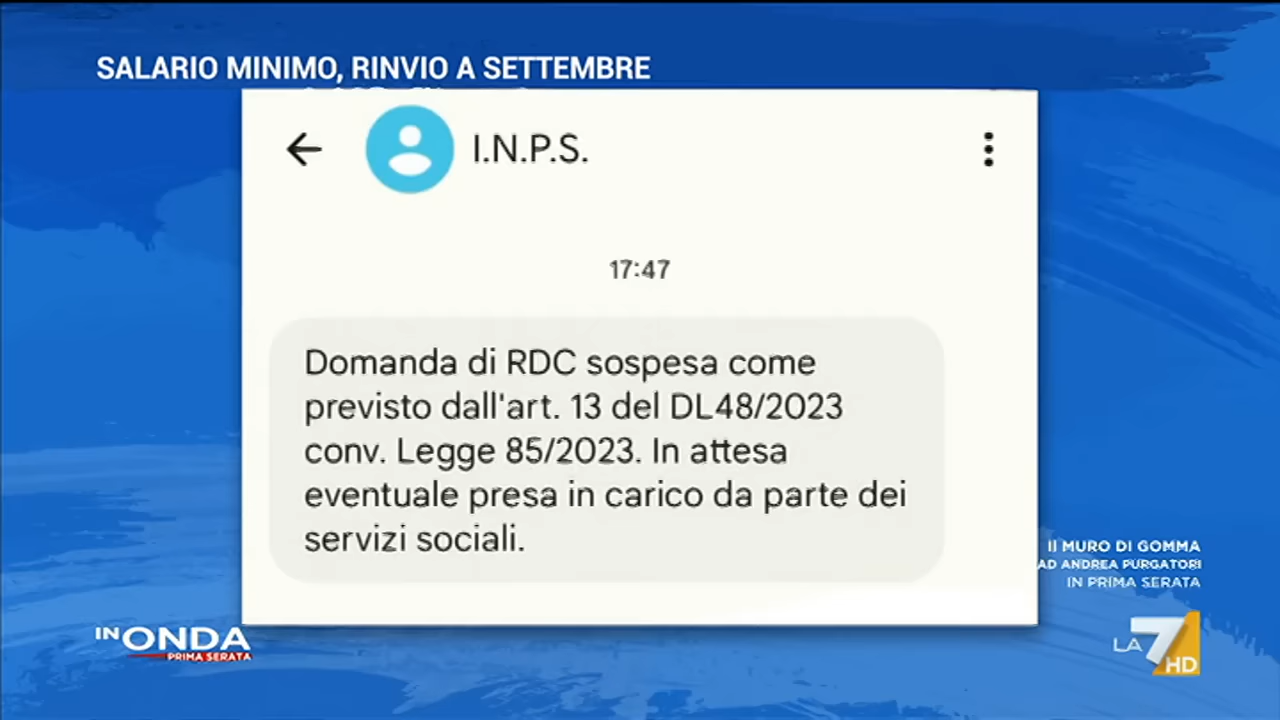 SALARIO MINIMO, RINVIO A SETTEMBRE
I.N.P.S.
17:47
Domanda di RDC sospesa come
previsto dall'art. 13 del DL48/2023
conv. Legge 85/2023. In attesa
eventuale presa in carico da parte dei
servizi sociali.
Il MURO DI GOMMA
AD ANDREA PURGATORI
IN PRIMA SERATA
IN ONDA
PRIMA SERATA
LA7
HD